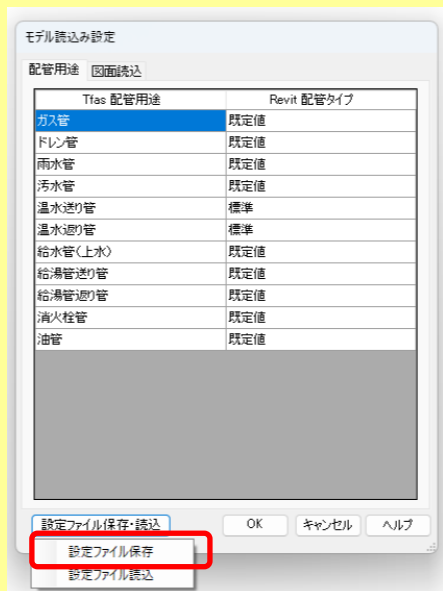 モデル読込み設定
配管用途 図面読込
Tfas 配管用途 Revit 配管タイプ
ガス管 既定値
ドレン管 既定値
雨水管 既定値
汚水管 既定値
温水送り管 標準
温水返り管 標準
給水管(上水) 既定値
給湯管送り管 既定値
給湯管返り管 既定値
消火栓管 既定値
油管 既定値
設定ファイル保存・読込 OK キャンセル ヘルプ
設定ファイル保存
設定ファイル読込